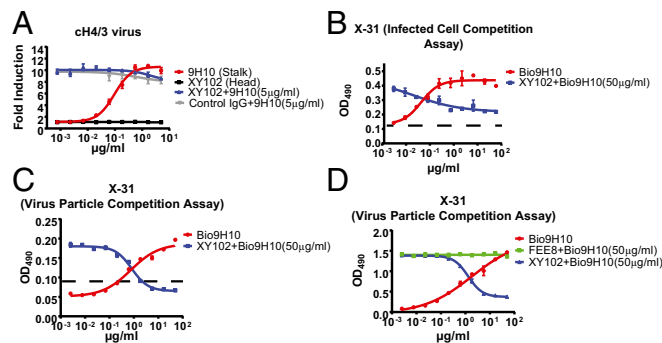 A
cH4/3 virus
Fold Induction
14
12
10
8
6
4
2
0
10-3 10-2 10-1 100 101 102
µg/ml
9H10 (Stalk)
XY102 (Head)
XY102+9H10(5µg/ml)
Control IgG+9H10(5µg/ml)
B
X-31 (Infected Cell Competition
Assay)
OD490
0.5
0.4
0.3
0.2
0.1
0.0
10-3 10-2 10-1 100 101 102
µg/ml
Bio9H10
XY102+Bio9H10(50µg/ml)
C
X-31
(Virus Particle Competition Assay)
OD490
0.20
0.15
0.10
0.05
0.00
10-3 10-2 10-1 100 101 102
µg/ml
Bio9H10
XY102+Bio9H10(50µg/ml)
D
X-31
(Virus Particle Competition Assay)
OD490
2.0
1.5
1.0
0.5
0.0
10-3 10-2 10-1 100 101 102
µg/ml
Bio9H10
FEE8+Bio9H10(50µg/ml)
XY102+Bio9H10(50µg/ml)